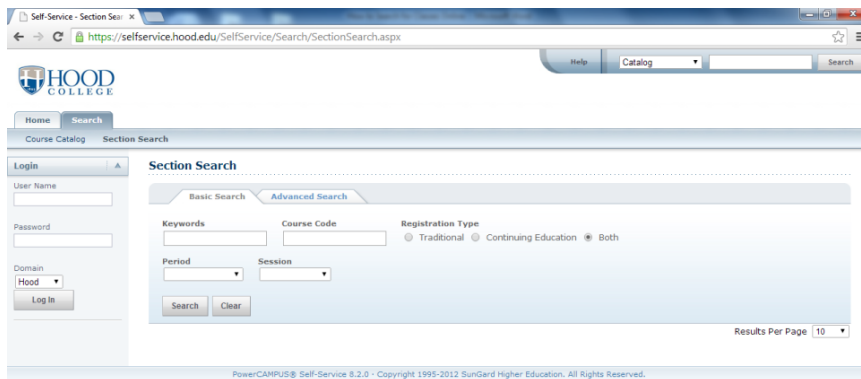 Self-Service - Section Sear
https://selfservice.hood.edu/SelfService/Search/SectionSearch.aspx
Help Catalog Search
HOOD
COLLEGE
Home Search
Course Catalog Section Search
Login Section Search
User Name
Basic Search Advanced Search
Password
Keywords Course Code Registration Type
Traditional Continuing Education Both
Domain
Period Session
Hood
Log In
Search Clear
Results Per Page 10
PowerCAMPUS® Self-Service 8.2.0 - Copyright 1995-2012 SunGard Higher Education. All Rights Reserved.